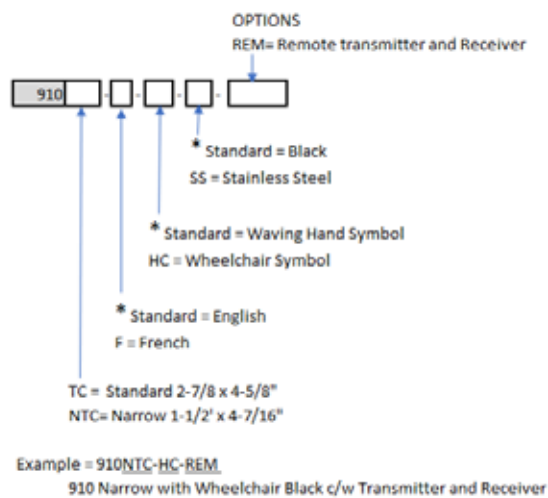 OPTIONS
REM= Remote transmitter and Receiver
910 - - - -
* Standard = Black
SS = Stainless Steel
* Standard = Waving Hand Symbol
HC = Wheelchair Symbol
* Standard = English
F = French
TC = Standard 2-7/8 x 4-5/8"
NTC= Narrow 1-1/2' x 4-7/16"
Example = 910NTC-HC-REM
910 Narrow with Wheelchair Black c/w Transmitter and Receiver